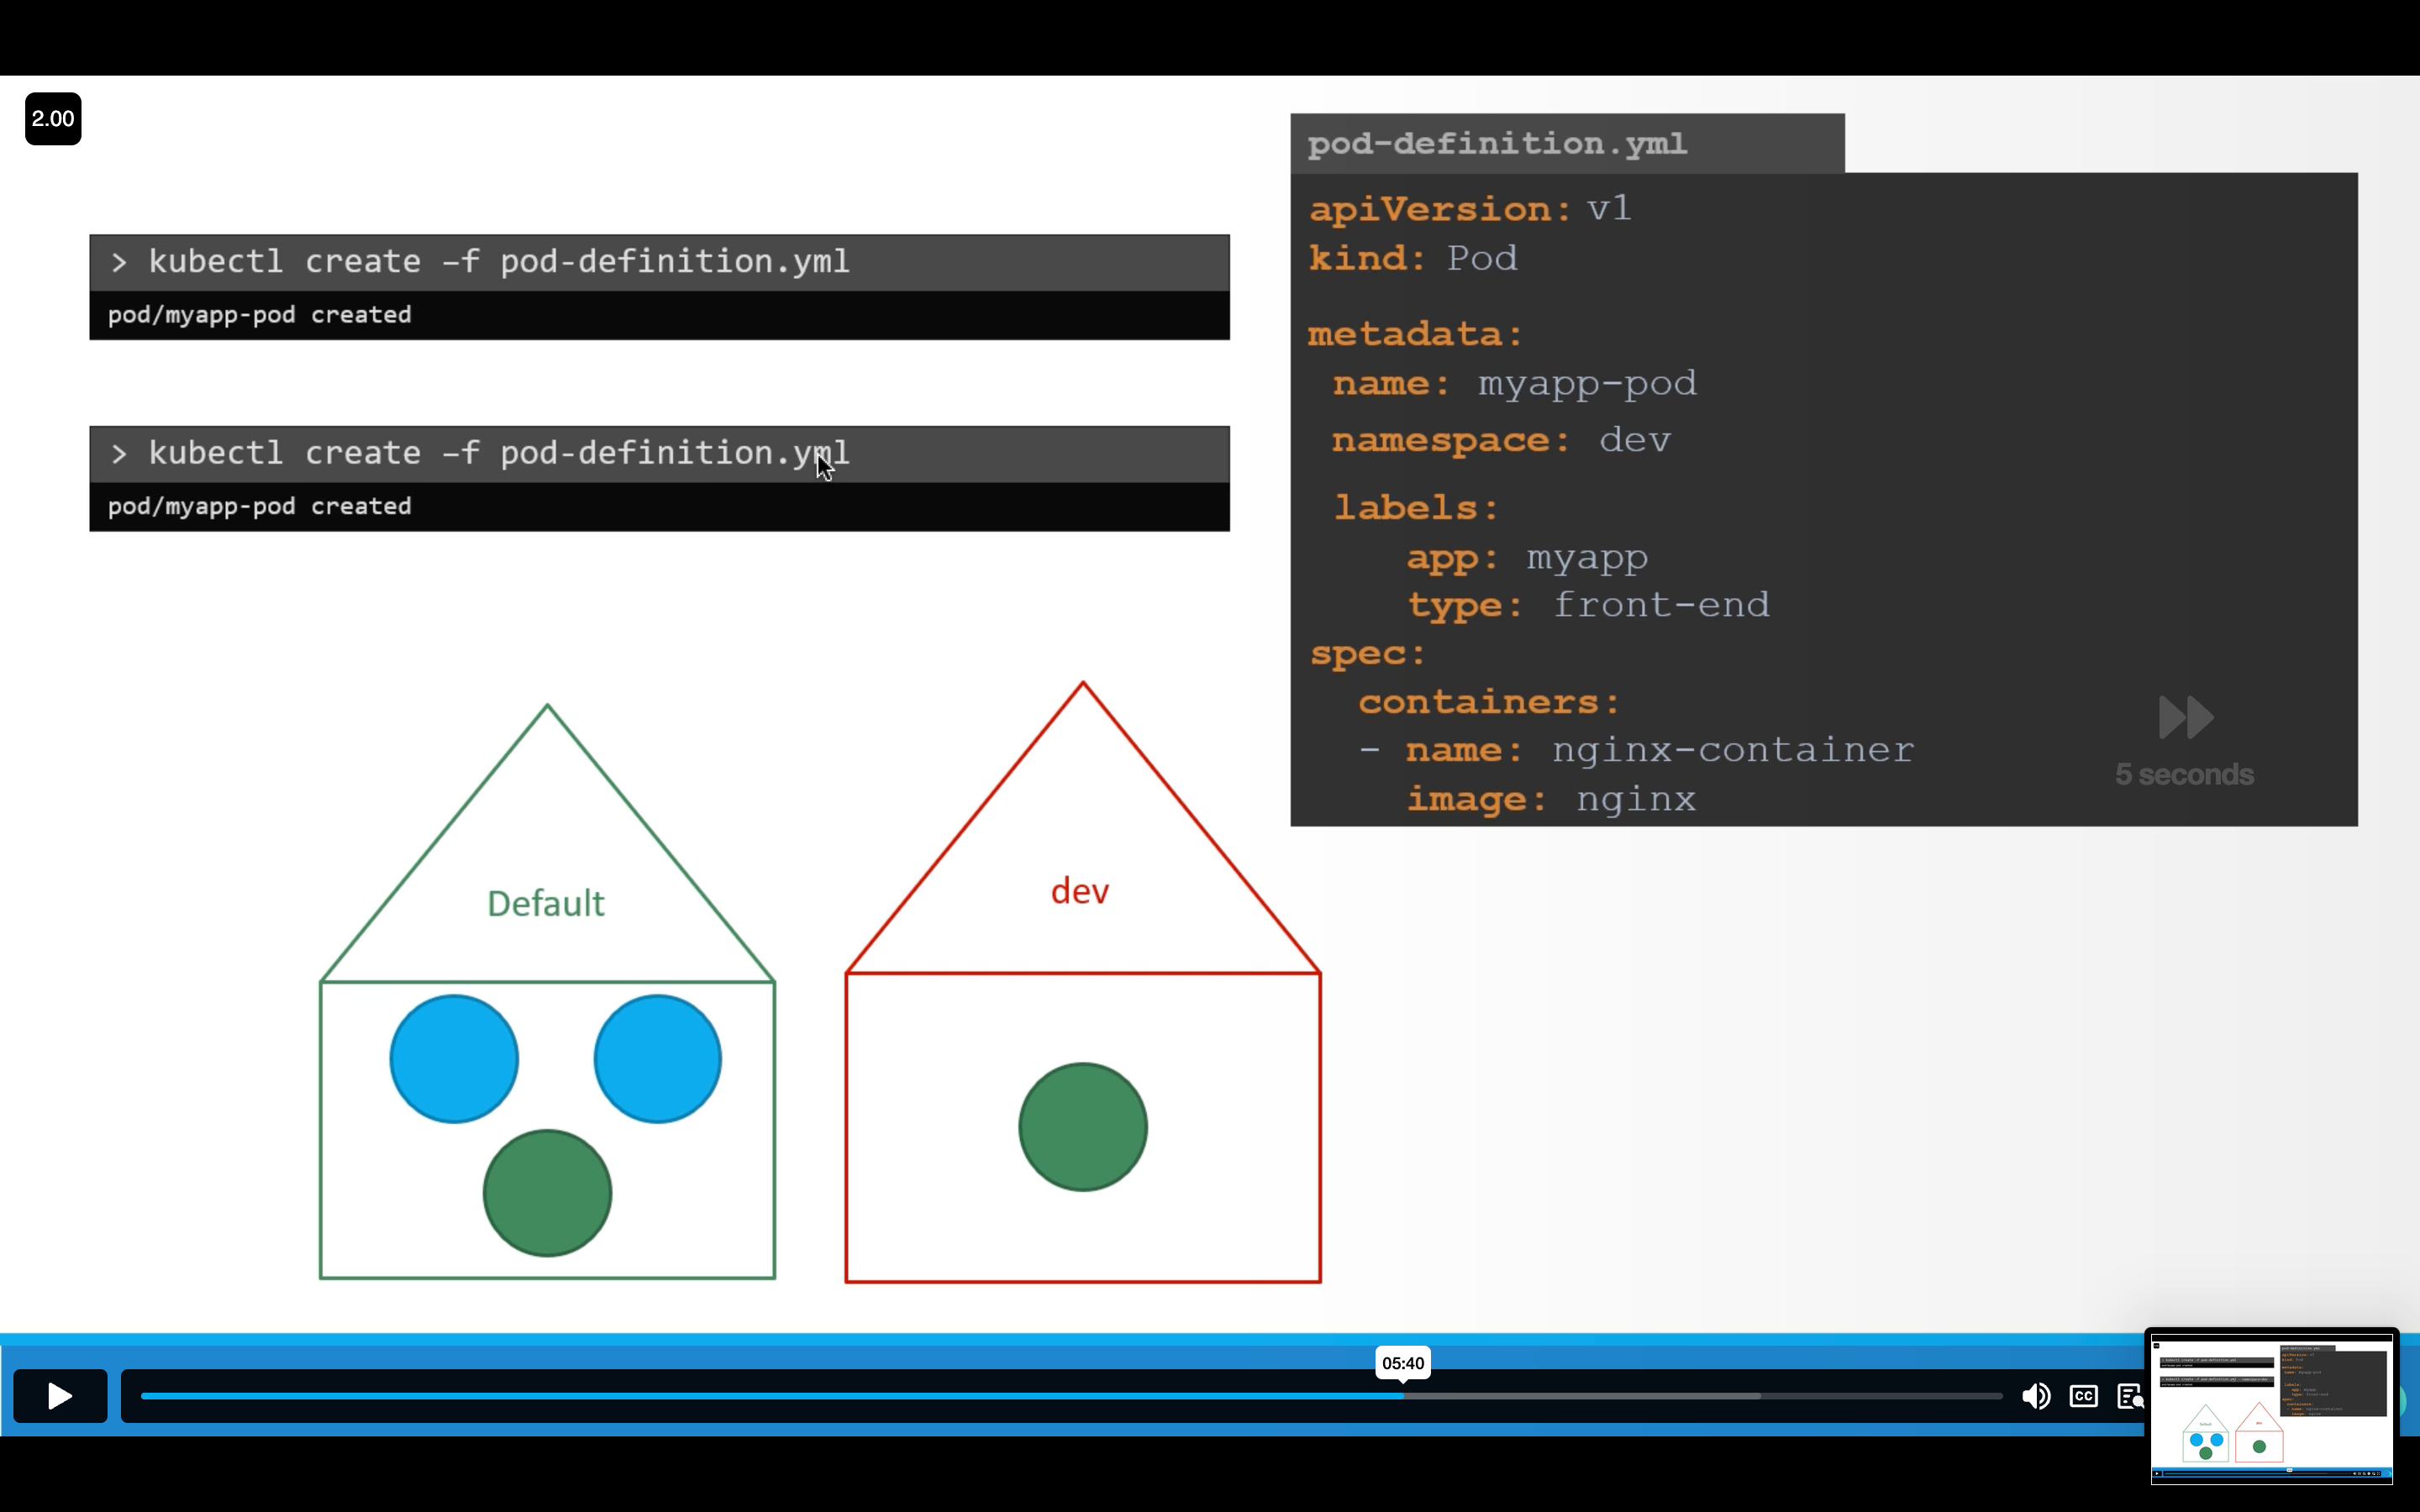 2.00
> kubectl create –f pod-definition.yml
pod/myapp-pod created
> kubectl create –f pod-definition.yml
pod/myapp-pod created
pod-definition.yml
apiVersion: v1
kind: Pod
metadata:
name: myapp-pod
namespace: dev
labels:
app: myapp
type: front-end
spec:
containers:
- name: nginx-container
image: nginx
5 seconds
Default
dev
05:40
CC